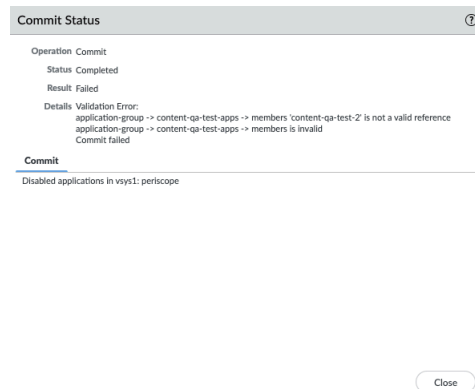 Commit Status
Operation Commit
Status Completed
Result Failed
Details Validation Error:
application-group -> content-qa-test-apps -> members 'content-qa-test-2' is not a valid reference
application-group -> content-qa-test-apps -> members is invalid
Commit failed
Commit
Disabled applications in vsys1: periscope
Close